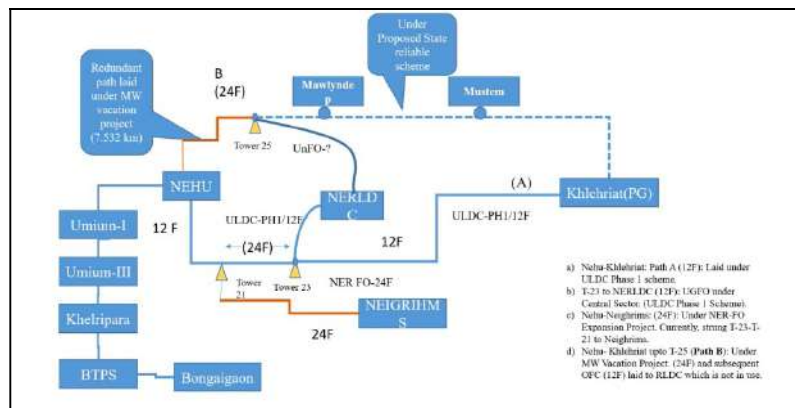 Under
Proposed State
reliable
scheme
Redundant
path laid
under MW
vacation
project
(7.532 km)
B
(24F)
Mawlynde
P
Mustem
Tower 25
UnFO-?
NEHU
NERLD
C
(A)
Khlehriat(PG)
ULDC-PH1/12F
ULDC-PH1/12F
Umium-I
12 F
(24F)
12F
Umium-III
Tower
21
Tower 23
NER FO-24F
NEIGRIHM
S
24F
Khelripara
BTPS
Bongaigaon
a) Nehu-Khlehriat: Path A (12F): Laid under
ULDC Phase 1 scheme.
b) T-23 to NERLDC (12F): UGFO under
Central Sector. (ULDC Phase 1 Scheme).
c) Nehu-Neighrims: (24F): Under NER-FO
Expansion Project. Currently, strung T-23-T-
21 to Neighrims.
d) Nehu- Khlehriat upto T-25 (Path B): Under
MW Vacation Project: (24F) and subsequent
OFC (12F) laid to RLDC which is not in use.